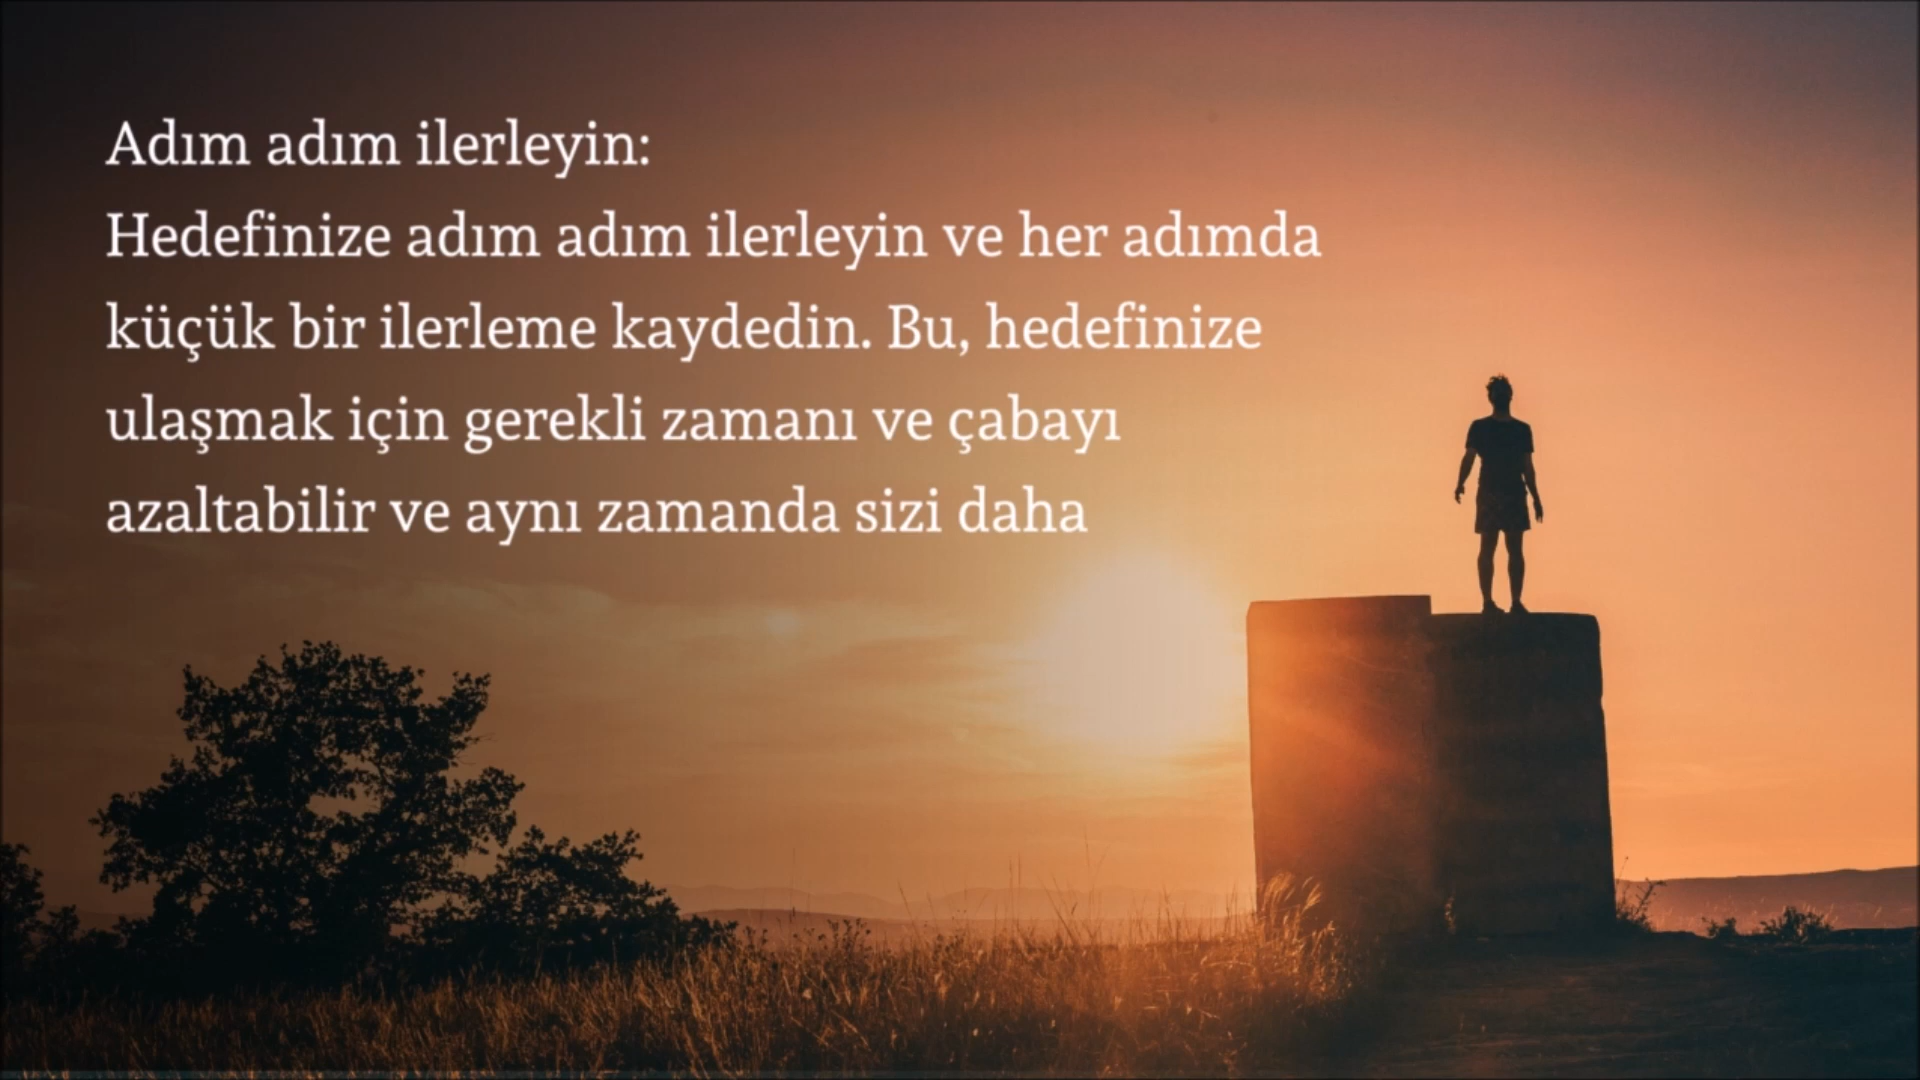 Adım adım ilerleyin:
Hedefinize adım adım ilerleyin ve her adımda
küçük bir ilerleme kaydedin. Bu, hedefinize
ulaşmak için gerekli zamanı ve çabayı
azaltabilir ve aynı zamanda sizi daha